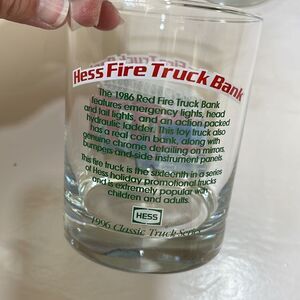 Hess Fire Truck Bank
The 1986 Red Fire Truck Bank
features emergency lights, head
and tail lights, and an action packed
hydraulic ladder. This toy truck also
has a real coin bank, along with
genuine chrome detailing on mirrors,
bumpers and side instrument panels.
This fire truck is the sixteenth in a series
of Hess holiday promotional trucks
and is extremely popular with
children and adults.
HESS
1996 Classic Truck Series